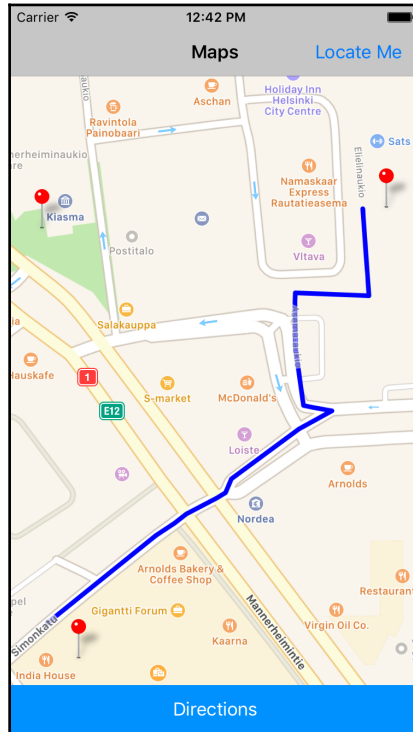 Carrier
12:42 PM
Maps
Locate Me
Aschan
Holiday Inn
Helsinki
City Centre
Ravintola
Painobaari
Sats
Elielinaukio
Namaskaar
Express
Rautatieasema
Kiasma
Postitalo
Vltava
Salakauppa
Asema-aukio
Hauskafe
1
S-market
McDonald's
E12
Loiste
Arnolds
Nordea
Arnolds Bakery &
Coffee Shop
Mannerheimintie
Gigantti Forum
Kaarna
Virgin Oil Co.
Simonkatu
India House
Directions